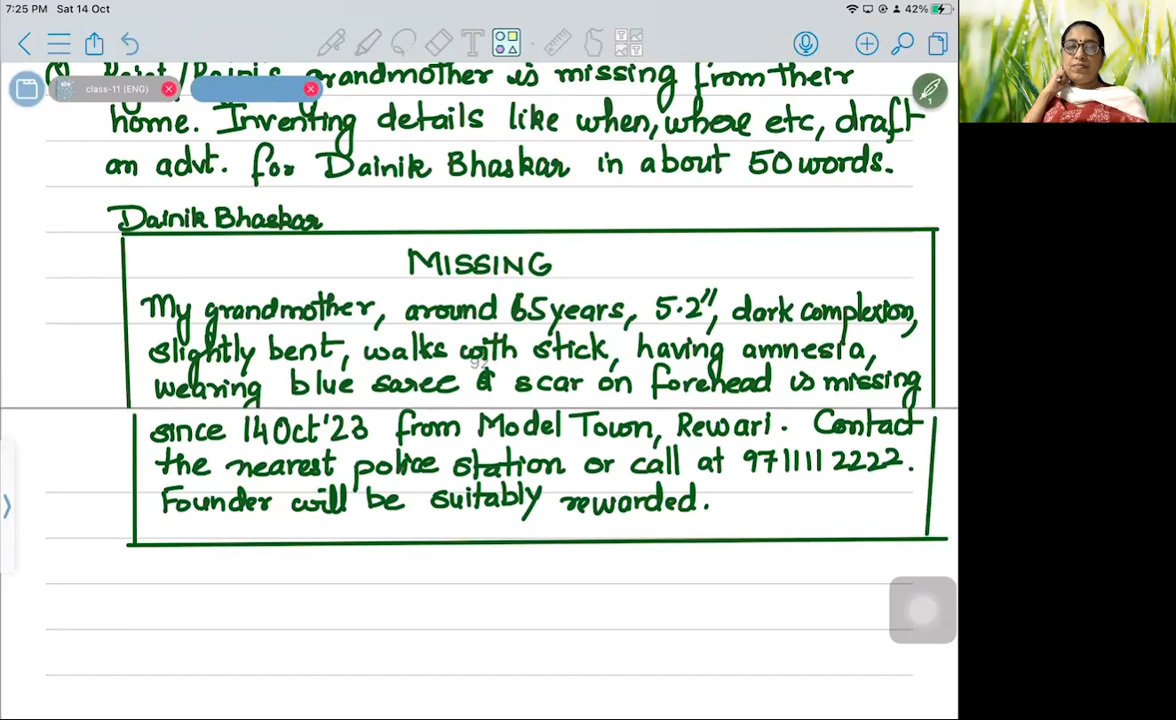 7:25 PM Sat 14 Oct
42%
class-11 (ENG)
grandmother is missing from their
home. Inventing details like when, where etc, draft
an advt. for Dainik Bhaskar in about 50 words.
Dainik Bhaskar
MISSING
My grandmother, around 65 years, 5.2", dark complexion,
slightly bent, walks with stick, having amnesia,
wearing blue saree & scar on forehead is missing
since 14 Oct '23 from Model Town, Rewari. Contact
the nearest police station or call at 9711112222.
Founder will be suitably rewarded.